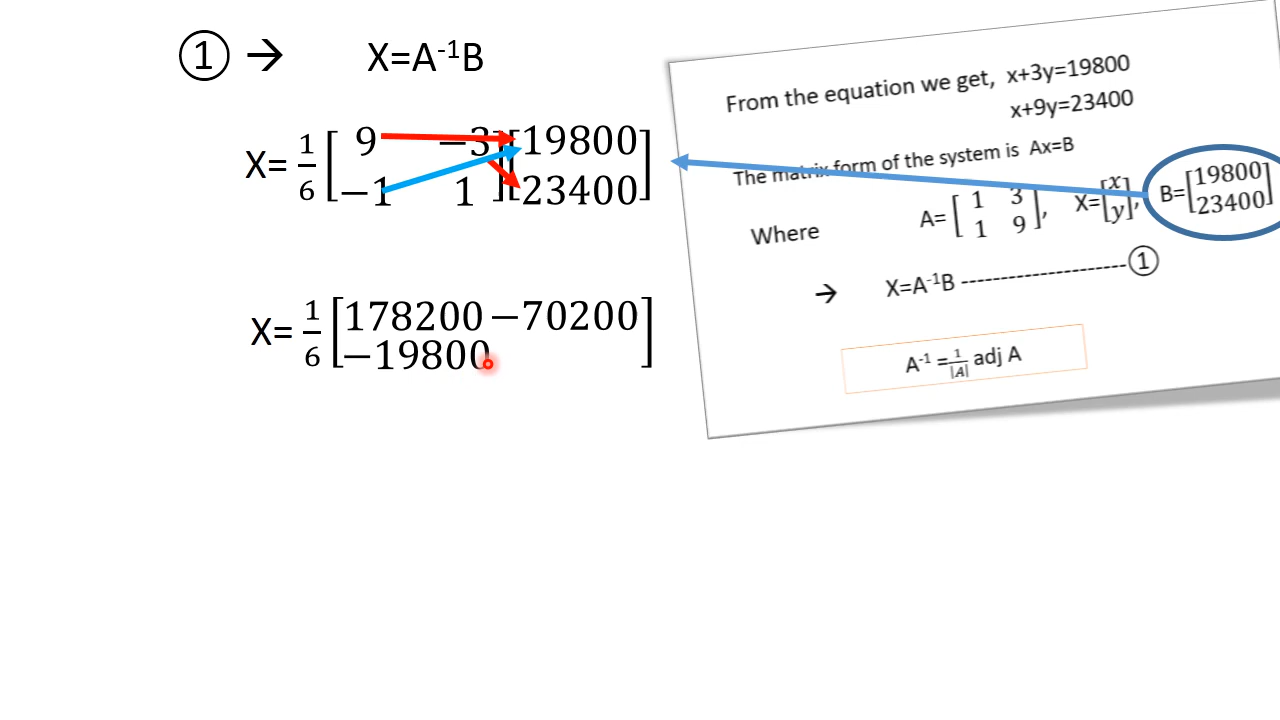 ① → X=A⁻¹B
X= 1/6 [ 9 −3 ] [19800]
[ −1 1 ] [23400]
X= 1/6 [ 178200 −70200 ]
[ −19800 ]
From the equation we get, x+3y=19800
x+9y=23400
The matrix form of the system is Ax=B
Where A= [ 1 3 ; 1 9 ], X= [ x ; y ], B= [ 19800 ; 23400 ]
→ X=A⁻¹B ----------------------①
A⁻¹ = 1/|A| adj A